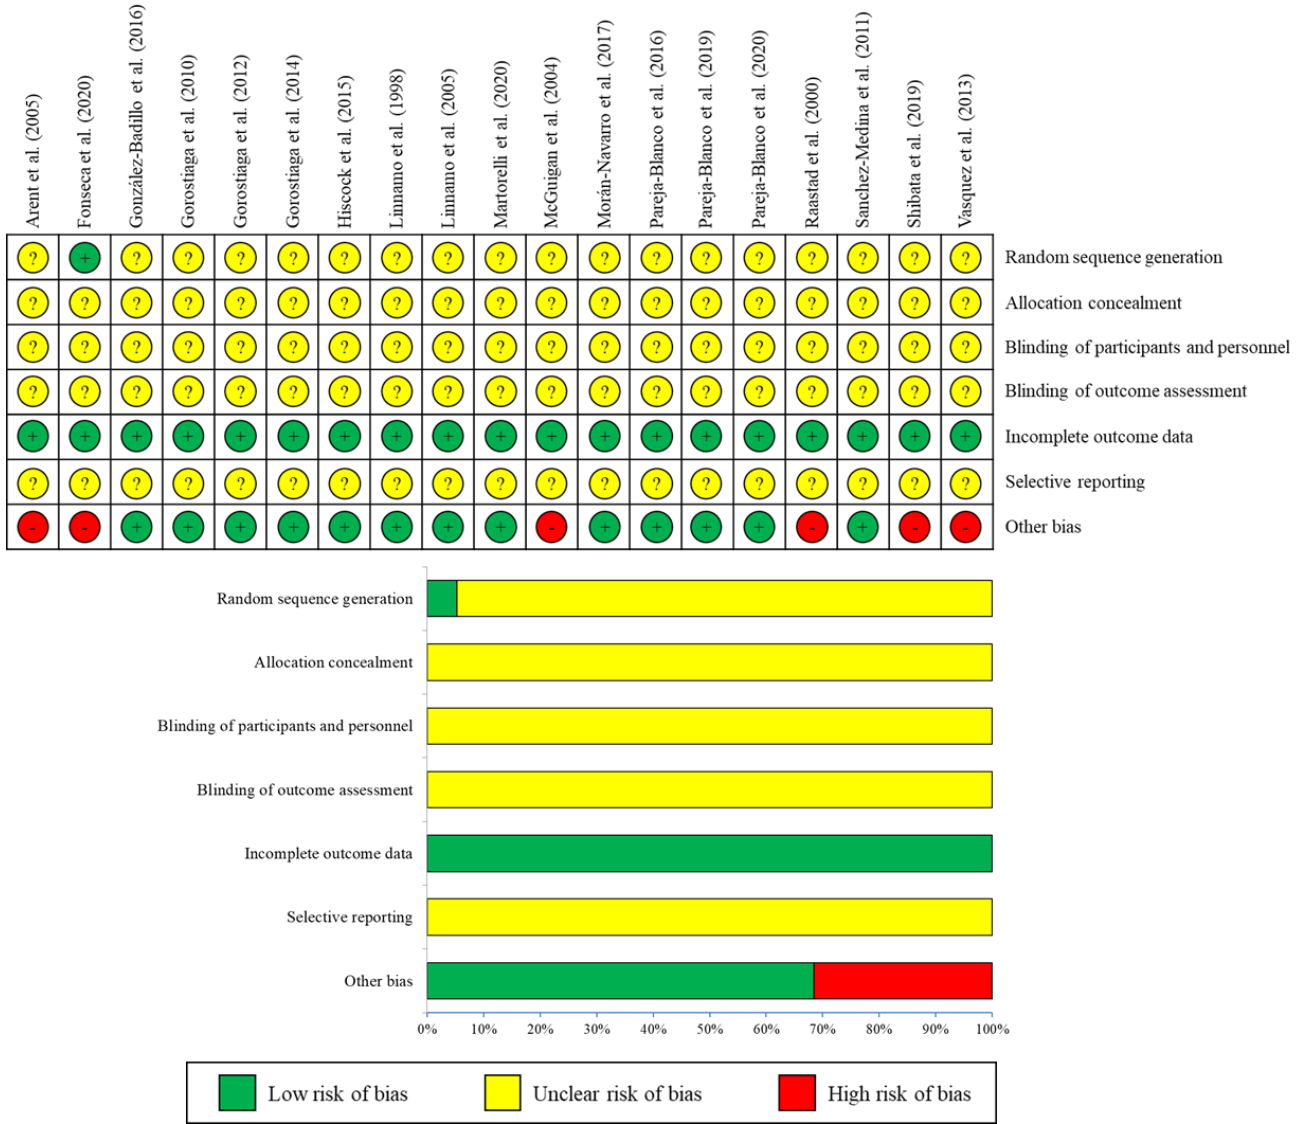 Arent et al. (2005)
Fonseca et al. (2020)
González-Badillo et al. (2016)
Gorostiaga et al. (2010)
Gorostiaga et al. (2012)
Gorostiaga et al. (2014)
Hiscock et al. (2015)
Linnamo et al. (1998)
Linnamo et al. (2005)
Martorelli et al. (2020)
McGuigan et al. (2004)
Morán-Navarro et al. (2017)
Pareja-Blanco et al. (2016)
Pareja-Blanco et al. (2019)
Pareja-Blanco et al. (2020)
Raastad et al. (2000)
Sanchez-Medina et al. (2011)
Shibata et al. (2019)
Vasquez et al. (2013)
? + ? ? ? ? ? ? ? ? ? ? ? ? ? ? ? ? ? Random sequence generation
? ? ? ? ? ? ? ? ? ? ? ? ? ? ? ? ? ? ? Allocation concealment
? ? ? ? ? ? ? ? ? ? ? ? ? ? ? ? ? ? ? Blinding of participants and personnel
? ? ? ? ? ? ? ? ? ? ? ? ? ? ? ? ? ? ? Blinding of outcome assessment
+ + + + + + + + + + + + + + + + + + + Incomplete outcome data
? ? ? ? ? ? ? ? ? ? ? ? ? ? ? ? ? ? ? Selective reporting
- - + + + + + + + + - + + + + - + - - Other bias
Random sequence generation
Allocation concealment
Blinding of participants and personnel
Blinding of outcome assessment
Incomplete outcome data
Selective reporting
Other bias
0% 10% 20% 30% 40% 50% 60% 70% 80% 90% 100%
Low risk of bias Unclear risk of bias High risk of bias